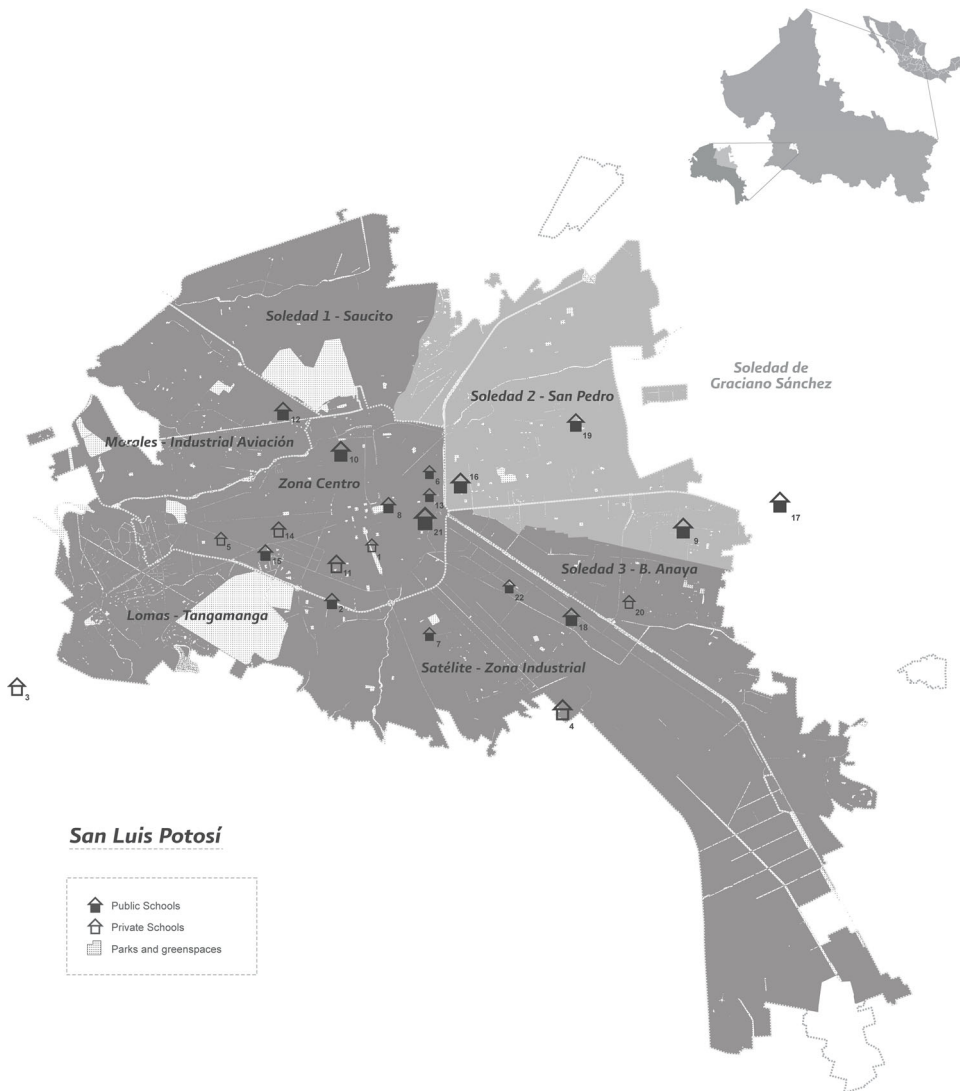 Soledad 1 - Saucito
Soledad de
Graciano Sánchez
Soledad 2 - San Pedro
12
19
Morales - Industrial Aviación
10
Zona Centro
6
16
13
8
17
21
14
9
5
1
15
11
Soledad 3 - B. Anaya
22
2
20
Lomas - Tangamanga
18
7
Satélite - Zona Industrial
3
4
San Luis Potosí
Public Schools
Private Schools
Parks and greenspaces